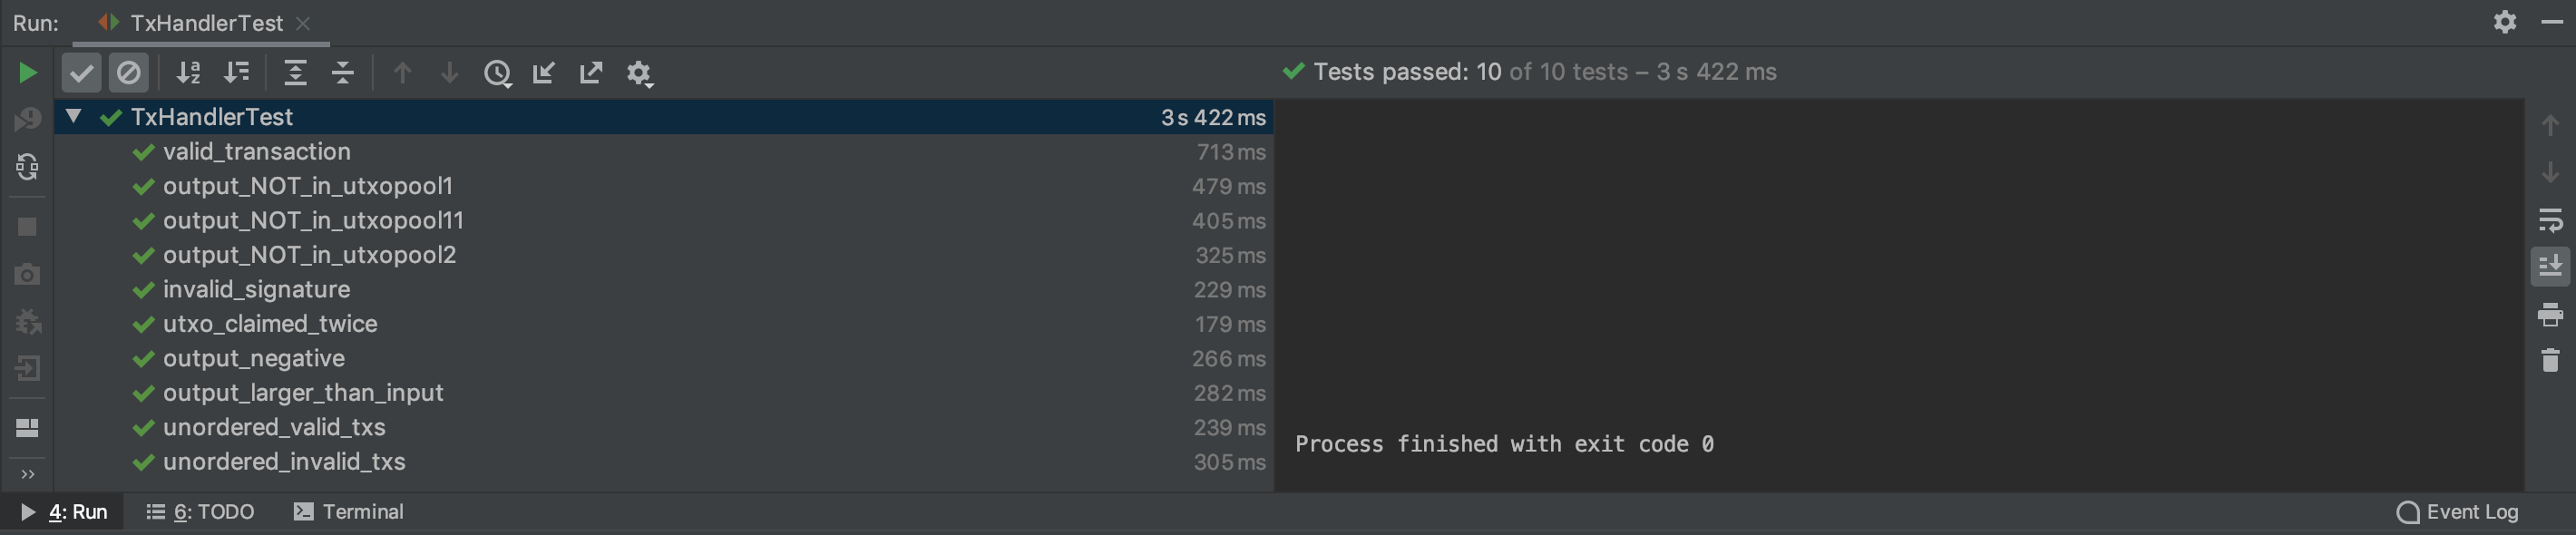 Run: TxHandlerTest
Tests passed: 10 of 10 tests – 3 s 422 ms
TxHandlerTest 3 s 422 ms
valid_transaction 713 ms
output_NOT_in_utxopool1 479 ms
output_NOT_in_utxopool11 405 ms
output_NOT_in_utxopool2 325 ms
invalid_signature 229 ms
utxo_claimed_twice 179 ms
output_negative 266 ms
output_larger_than_input 282 ms
unordered_valid_txs 239 ms
unordered_invalid_txs 305 ms
Process finished with exit code 0
4: Run 6: TODO Terminal Event Log